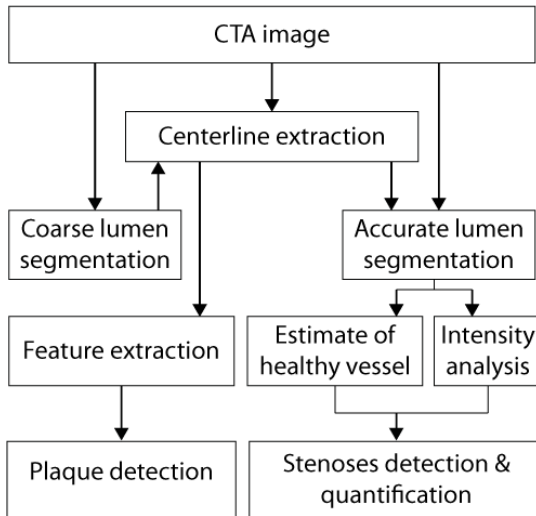 CTA image
Centerline extraction
Coarse lumen
segmentation
Accurate lumen
segmentation
Feature extraction
Estimate of
healthy vessel
Intensity
analysis
Plaque detection
Stenoses detection &
quantification